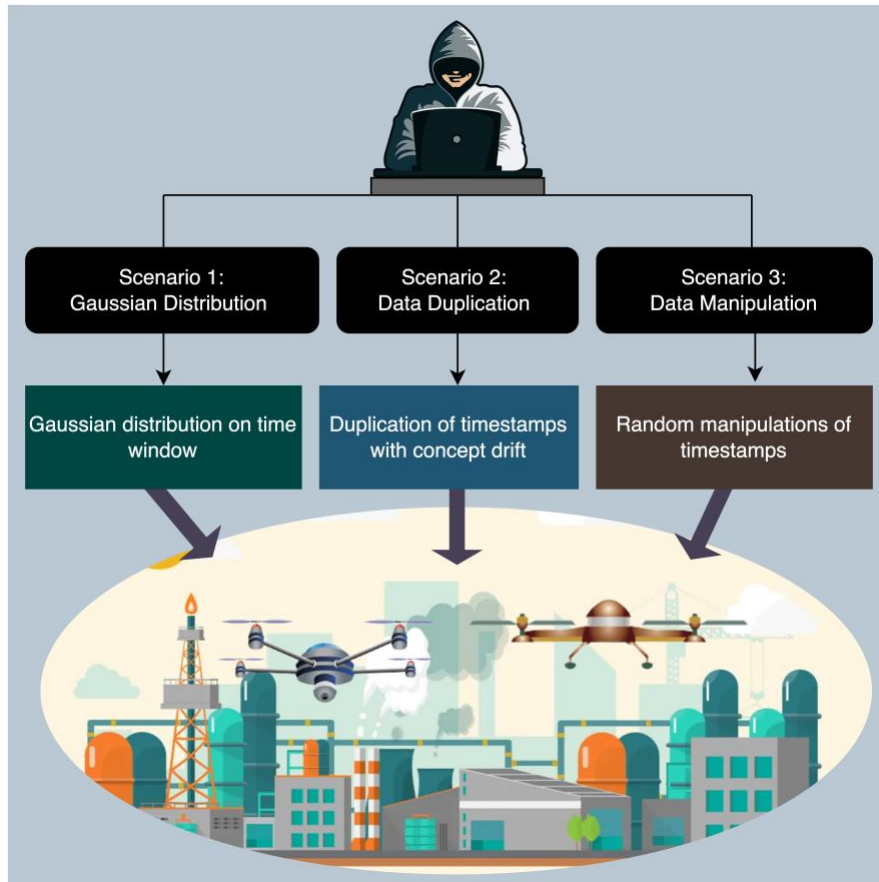 Scenario 1:
Gaussian Distribution
Scenario 2:
Data Duplication
Scenario 3:
Data Manipulation
Gaussian distribution on time
window
Duplication of timestamps
with concept drift
Random manipulations of
timestamps